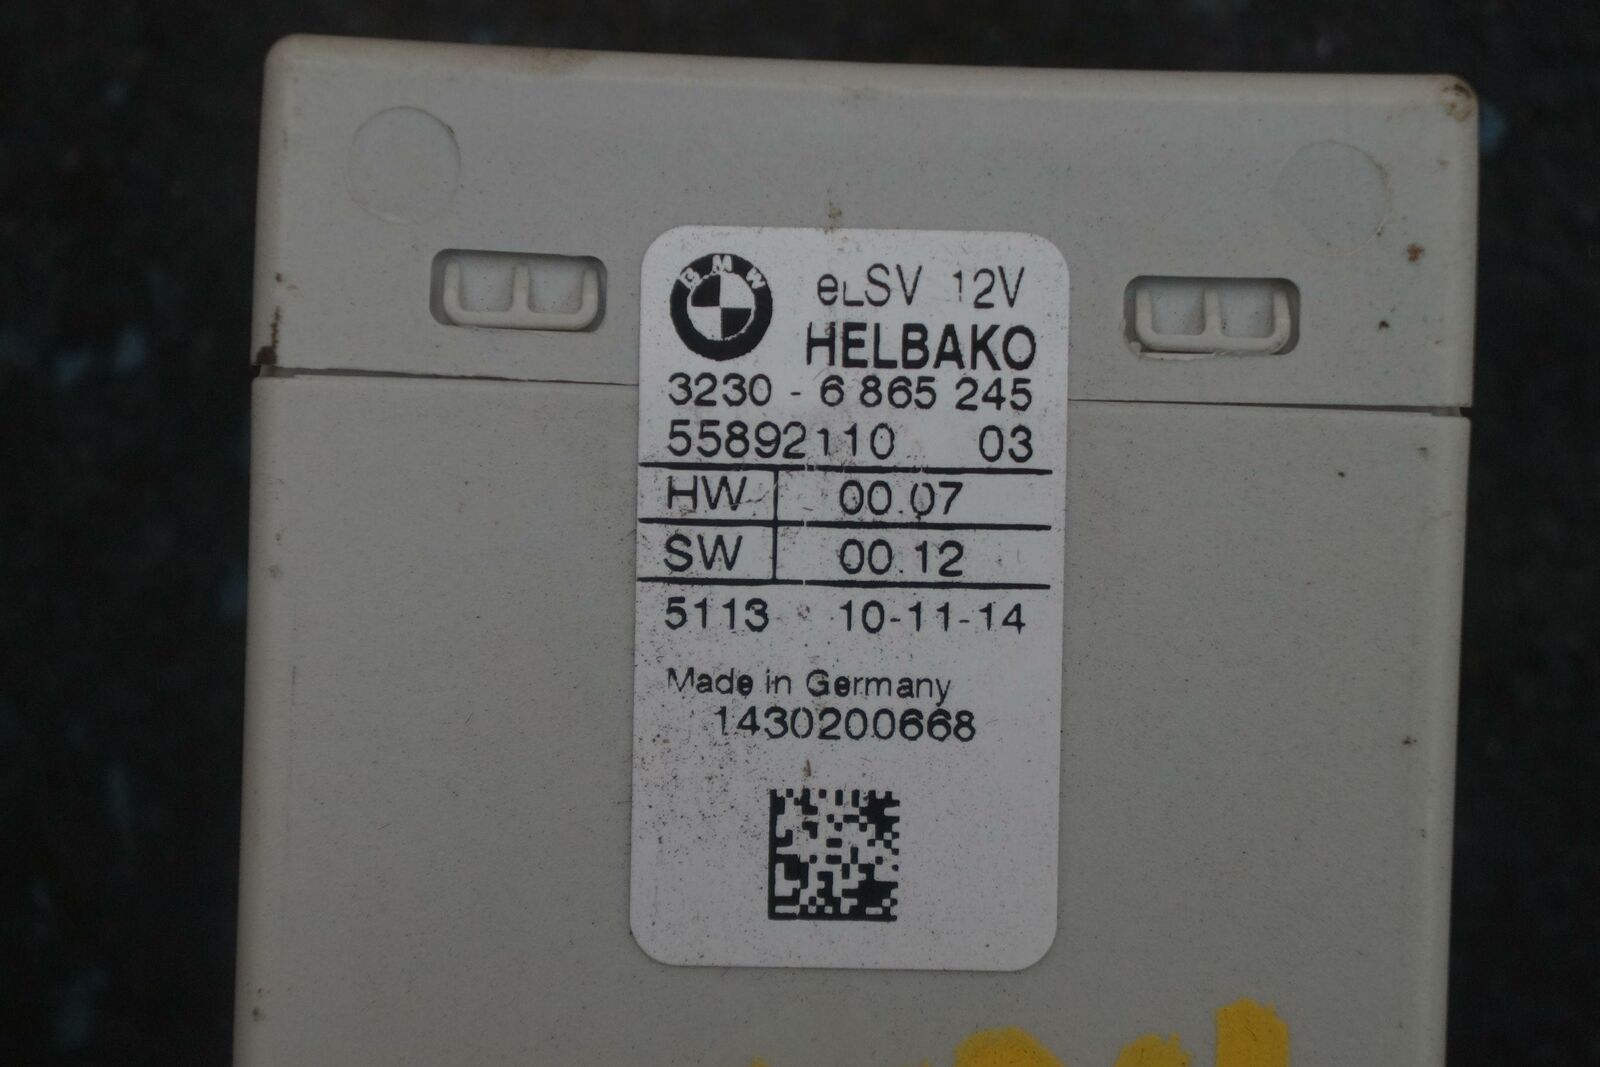 BMW
eLSV 12V
HELBAKO
3230 - 6 865 245
55892110 03
HW 00.07
SW 00.12
5113 10-11-14
Made in Germany
1430200668